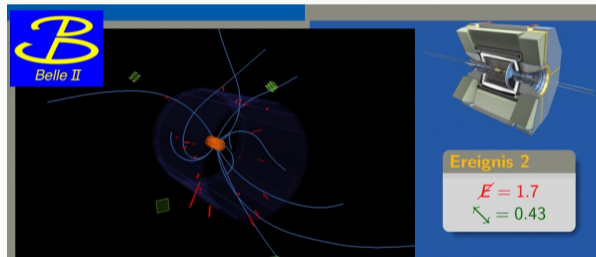 Belle II
Ereignis 2
E̸ = 1.7
⤡ = 0.43